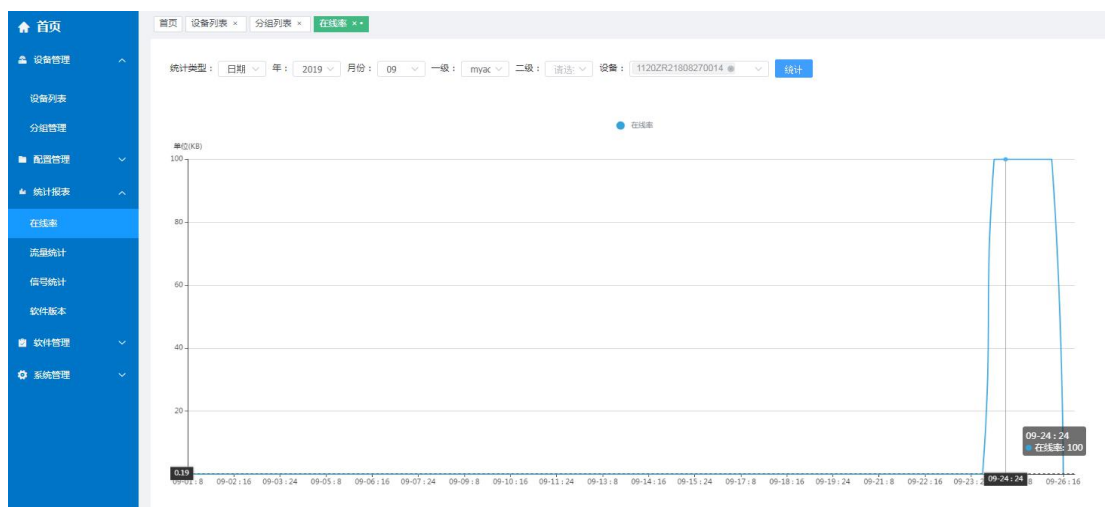 首页
设备管理
设备列表
分组管理
配置管理
统计报表
在线率
流量统计
信号统计
软件版本
软件管理
系统管理
首页 设备列表 × 分组列表 × 在线率 ×
统计类型： 日期 年： 2019 月份： 09 一级： myac 二级： 请选 设备： 1120ZR21808270014 统计
在线率
单位(KB)
100
80
60
40
20
0.19
09-24 : 24
在线率: 100
09-01 : 8 09-02 : 16 09-03 : 24 09-05 : 8 09-06 : 16 09-07 : 24 09-09 : 8 09-10 : 16 09-11 : 24 09-13 : 8 09-14 : 16 09-15 : 24 09-17 : 8 09-18 : 16 09-19 : 24 09-21 : 8 09-22 : 16 09-23 : 2 09-24 : 24 8 09-26 : 16